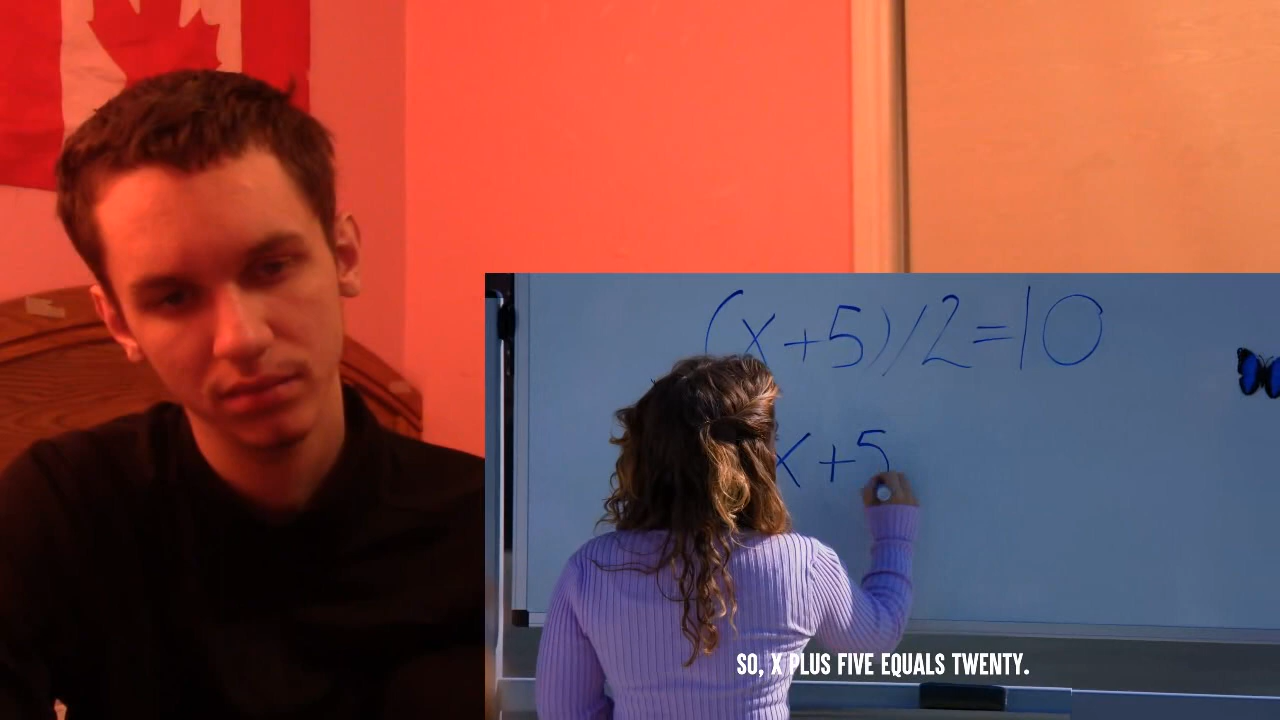 (x+5)/2=10
x+5
SO, X PLUS FIVE EQUALS TWENTY.